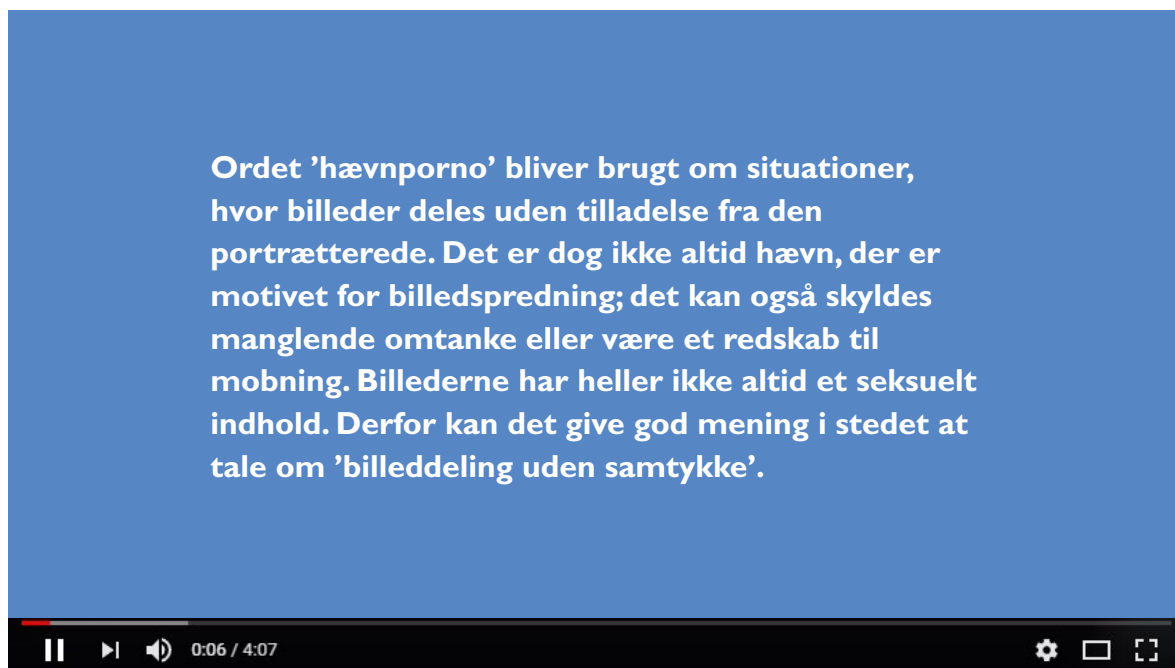 Ordet ’hævnporno’ bliver brugt om situationer,
hvor billeder deles uden tilladelse fra den
portrætterede. Det er dog ikke altid hævn, der er
motivet for billedspredning; det kan også skyldes
manglende omtanke eller være et redskab til
mobning. Billederne har heller ikke altid et seksuelt
indhold. Derfor kan det give god mening i stedet at
tale om ’billeddeling uden samtykke’.
0:06 / 4:07